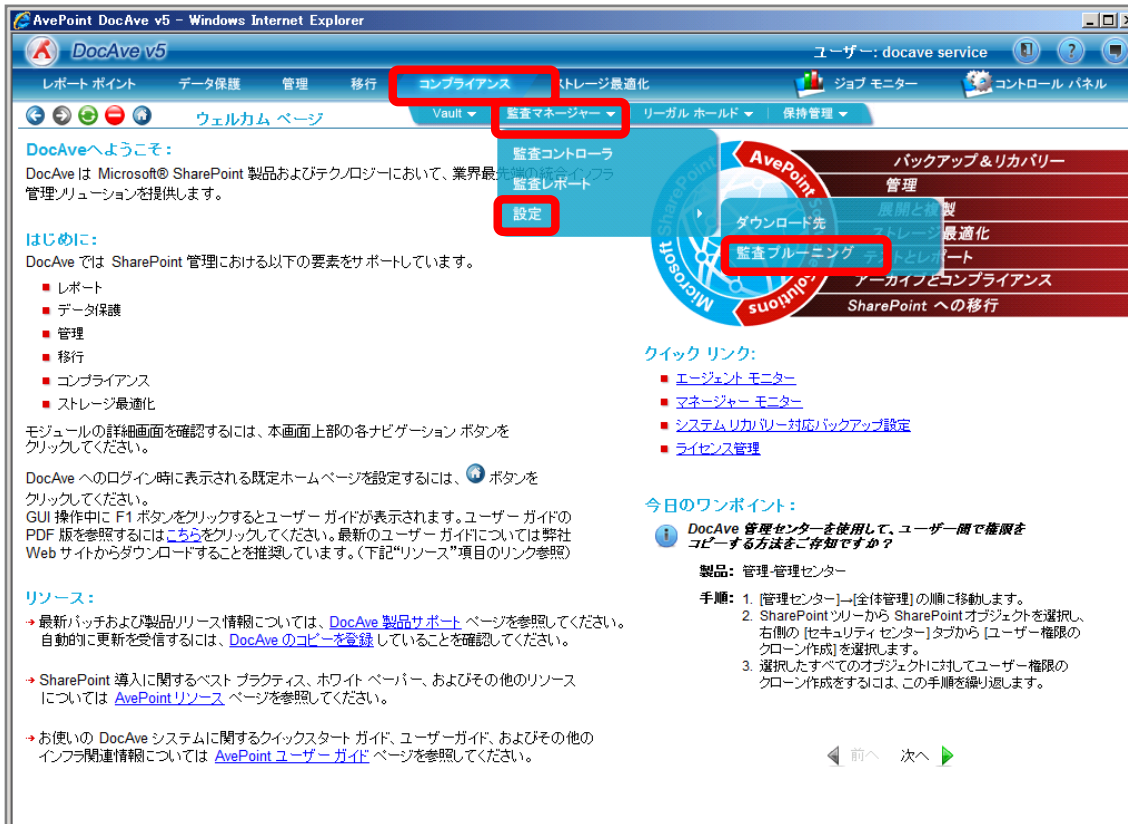 AvePoint DocAve v5 - Windows Internet Explorer
DocAve v5
ユーザー: docave service
レポート ポイント データ保護 管理 移行 コンプライアンス ストレージ最適化 ジョブ モニター コントロール パネル
ウェルカム ページ
Vault 監査マネージャー リーガル ホールド 保持管理
監査コントローラ
監査レポート
設定
ダウンロード先
監査プルーニング
DocAveへようこそ:
DocAve は Microsoft® SharePoint 製品およびテクノロジーにおいて、業界最先端の統合インフラ
管理ソリューションを提供します。
はじめに:
DocAve では SharePoint 管理における以下の要素をサポートしています。
レポート
データ保護
管理
移行
コンプライアンス
ストレージ最適化
モジュールの詳細画面を確認するには、本画面上部の各ナビゲーション ボタンを
クリックしてください。
DocAve へのログイン時に表示される既定ホームページを設定するには、 ボタンを
クリックしてください。
GUI 操作中に F1 ボタンをクリックするとユーザー ガイドが表示されます。ユーザー ガイドの
PDF 版を参照するにはこちらをクリックしてください。最新のユーザー ガイドについては弊社
Web サイトからダウンロードすることを推奨しています。(下記“リソース”項目のリンク参照)
リソース:
最新パッチおよび製品リリース情報については、DocAve 製品サポート ページを参照してください。
自動的に更新を受信するには、DocAve のコピーを登録 していることを確認してください。
SharePoint 導入に関するベスト プラクティス、ホワイト ペーパー、およびその他のリソース
については AvePoint リソース ページを参照してください。
お使いの DocAve システムに関するクイックスタート ガイド、ユーザーガイド、およびその他の
インフラ関連情報については AvePoint ユーザー ガイド ページを参照してください。
Microsoft SharePoint
AvePoint Solutions
バックアップ&リカバリー
管理
展開と複製
ストレージ最適化
テストとレポート
アーカイブとコンプライアンス
SharePoint への移行
クイック リンク:
エージェント モニター
マネージャー モニター
システム リカバリー対応バックアップ設定
ライセンス管理
今日のワンポイント:
DocAve 管理センターを使用して、ユーザー間で権限を
コピーする方法をご存知ですか?
製品: 管理-管理センター
手順: 1. [管理センター]→[全体管理]の順に移動します。
2. SharePoint ツリーから SharePoint オブジェクトを選択し、
右側の [セキュリティ センター] タブから [ユーザー権限の
クローン作成] を選択します。
3. 選択したすべてのオブジェクトに対してユーザー権限の
クローン作成をするには、この手順を繰り返します。
前へ 次へ